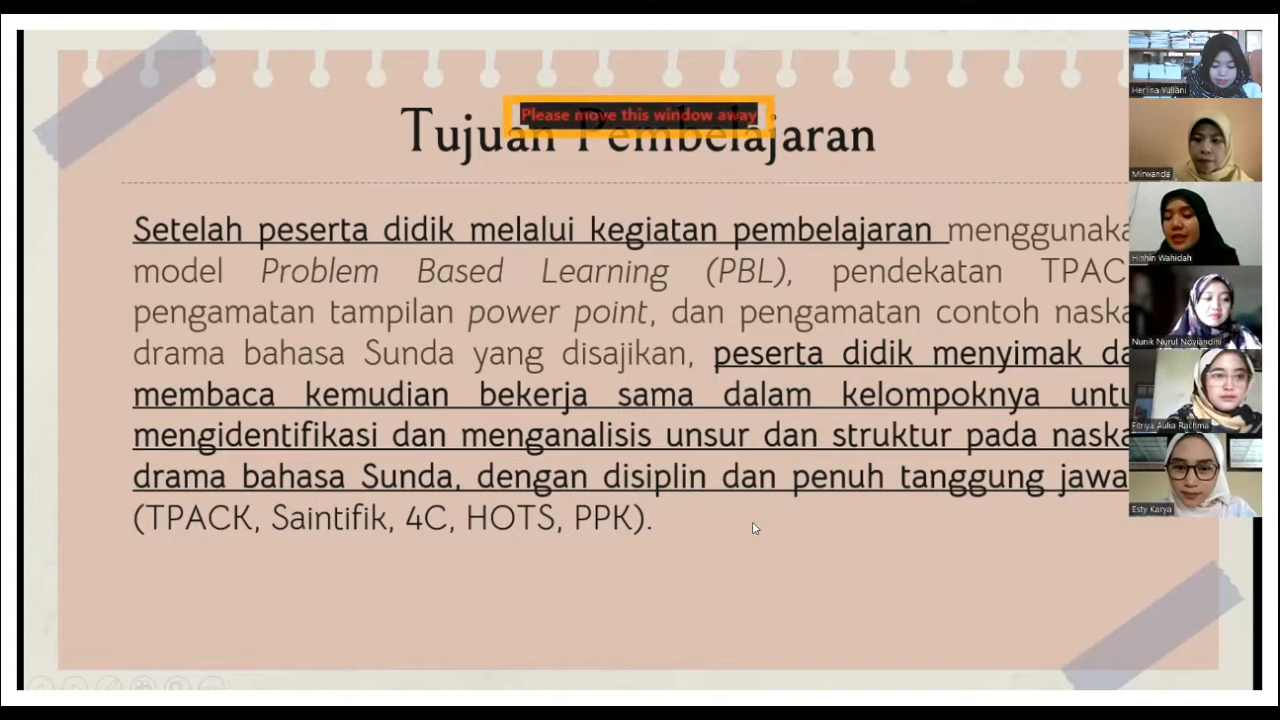 Please move this window away
Tujuan Pembelajaran
Setelah peserta didik melalui kegiatan pembelajaran menggunaka
model Problem Based Learning (PBL), pendekatan TPAC
pengamatan tampilan power point, dan pengamatan contoh naska
drama bahasa Sunda yang disajikan, peserta didik menyimak da
membaca kemudian bekerja sama dalam kelompoknya untu
mengidentifikasi dan menganalisis unsur dan struktur pada naska
drama bahasa Sunda, dengan disiplin dan penuh tanggung jawa
(TPACK, Saintifik, 4C, HOTS, PPK).
Herlina Yuliani
Mirwanda
Hinhin Wahidah
Nunik Nurul Noviandini
Fitriya Aulia Rachma
Esty Karya